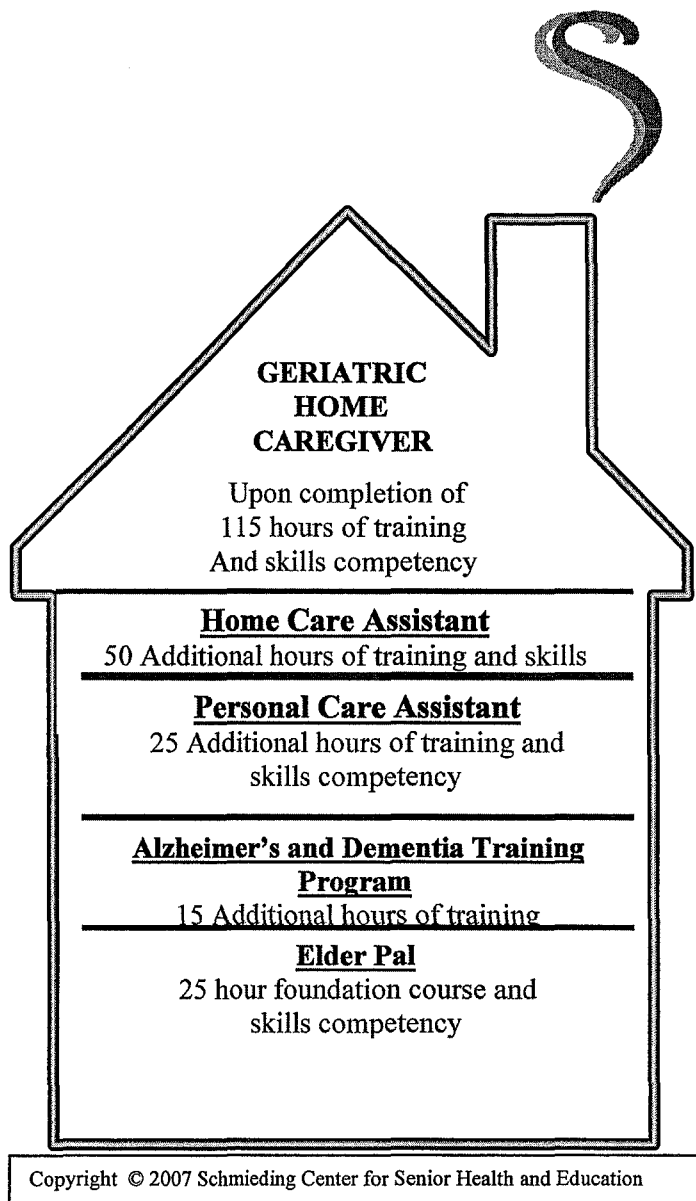 GERIATRIC
HOME
CAREGIVER
Upon completion of
115 hours of training
And skills competency
Home Care Assistant
50 Additional hours of training and skills
Personal Care Assistant
25 Additional hours of training and
skills competency
Alzheimer's and Dementia Training
Program
15 Additional hours of training
Elder Pal
25 hour foundation course and
skills competency
Copyright © 2007 Schmieding Center for Senior Health and Education